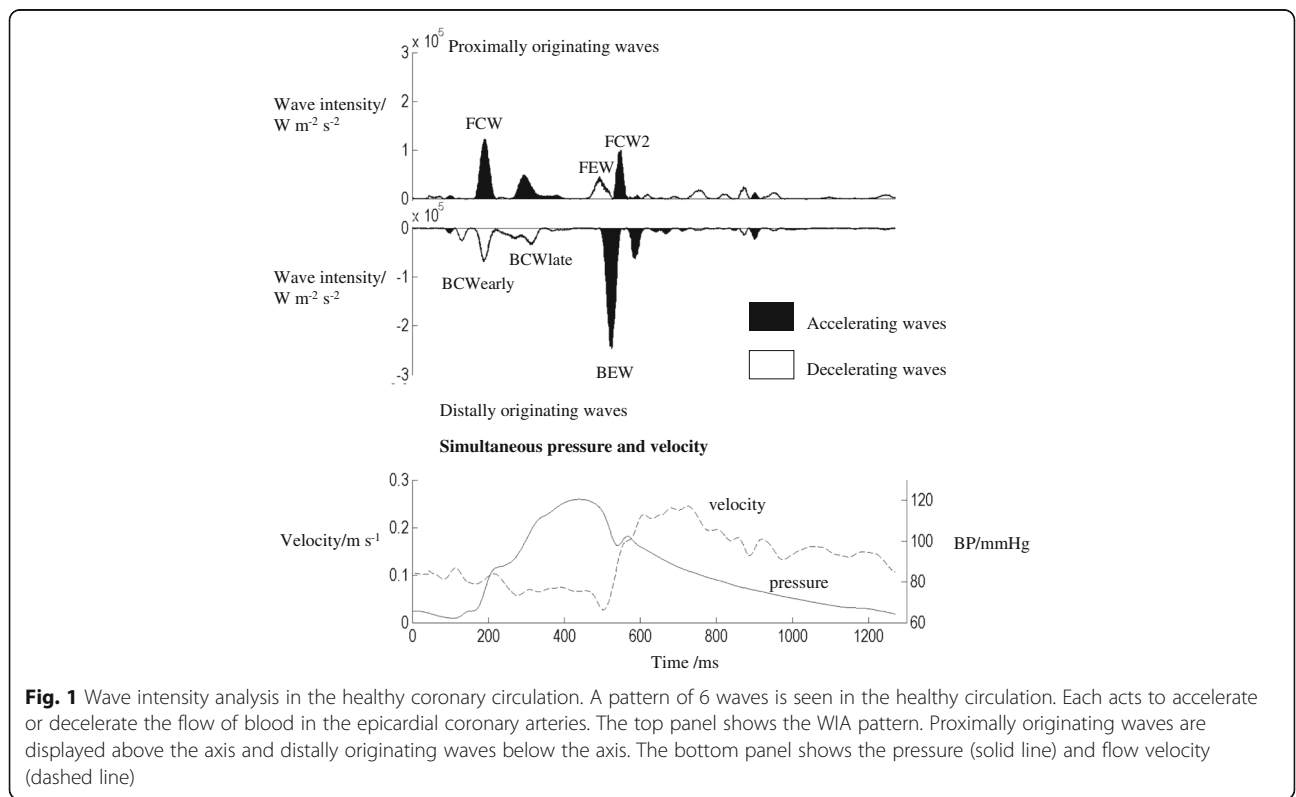 3 x 10⁵ Proximally originating waves
Wave intensity/
W m⁻² s⁻²
2
FCW
FCW2
1
FEW
0
x 10⁵
0
BCWlate
Wave intensity/
W m⁻² s⁻²
-1
BCWearly
Accelerating waves
-2
BEW
Decelerating waves
-3
Distally originating waves
Simultaneous pressure and velocity
0.3
120
velocity
0.2
Velocity/m s⁻¹
100
BP/mmHg
0.1
80
pressure
0
60
0 200 400 600 800 1000 1200
Time /ms
Fig. 1 Wave intensity analysis in the healthy coronary circulation. A pattern of 6 waves is seen in the healthy circulation. Each acts to accelerate
or decelerate the flow of blood in the epicardial coronary arteries. The top panel shows the WIA pattern. Proximally originating waves are
displayed above the axis and distally originating waves below the axis. The bottom panel shows the pressure (solid line) and flow velocity
(dashed line)